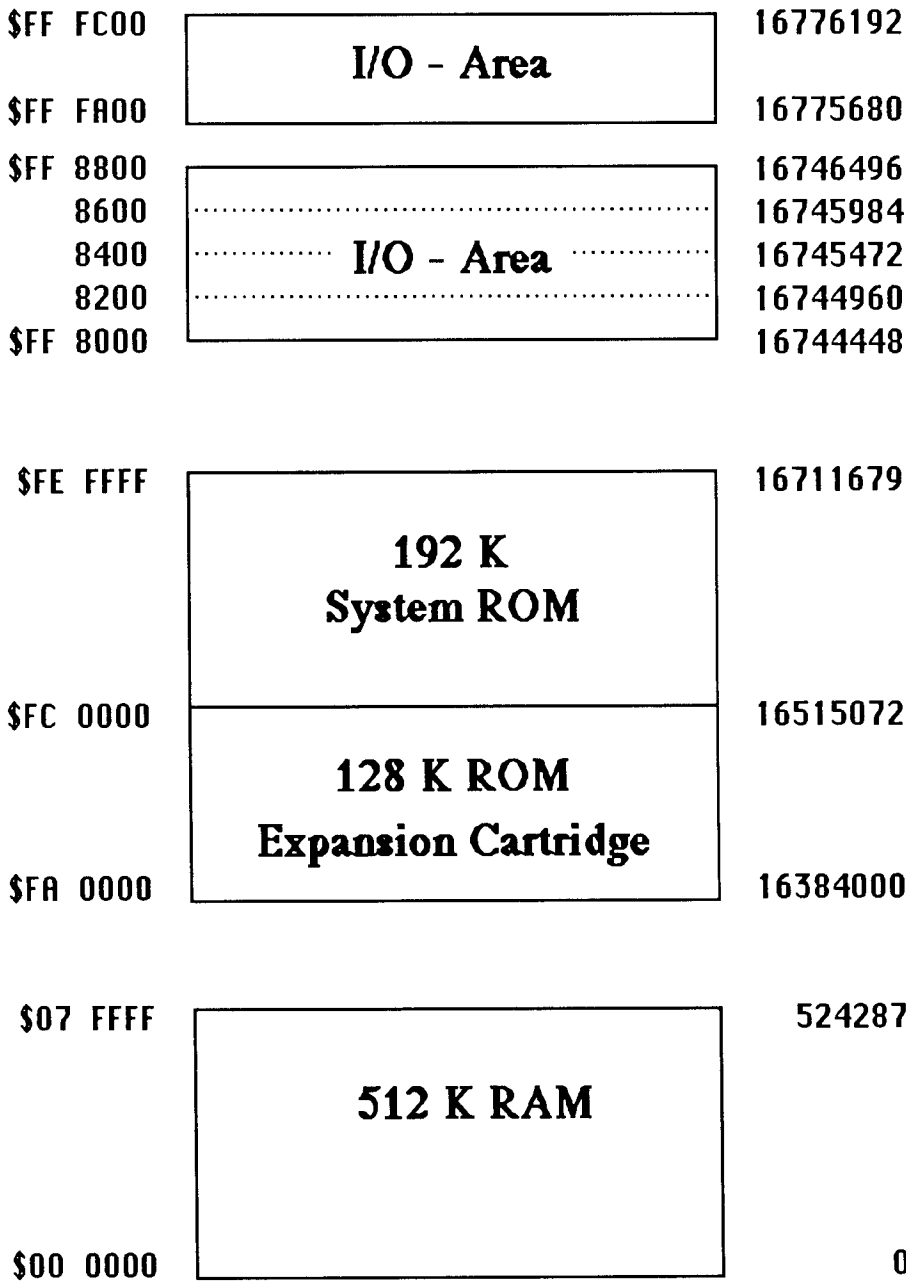 $FF FC00 16776192
I/O - Area
$FF FA00 16775680
$FF 8800 16746496
8600 16745984
8400 I/O - Area 16745472
8200 16744960
$FF 8000 16744448
$FE FFFF 16711679
192 K
System ROM
$FC 0000 16515072
128 K ROM
Expansion Cartridge
$FA 0000 16384000
$07 FFFF 524287
512 K RAM
$00 0000 0